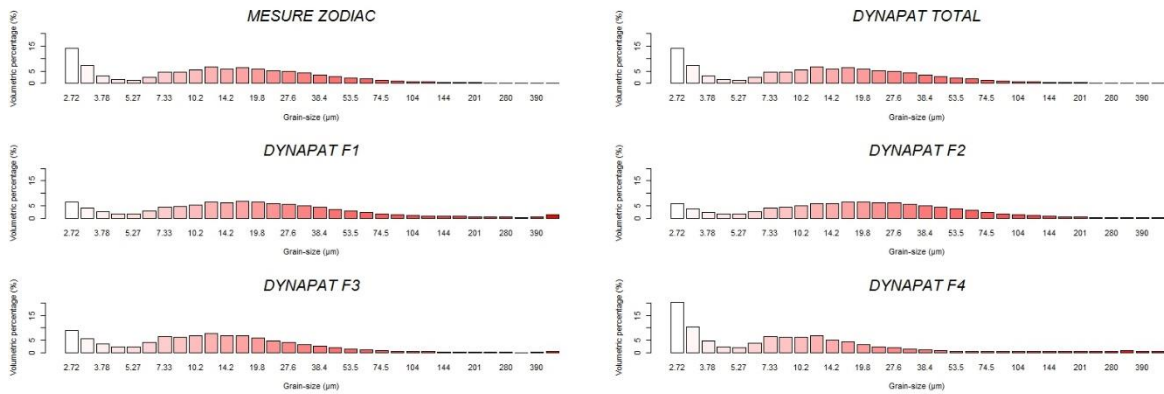 MESURE ZODIAC
Volumetric percentage (%)
0 5 15
2.72 3.78 5.27 7.33 10.2 14.2 19.8 27.6 38.4 53.5 74.5 104 144 201 280 390
Grain-size (µm)
DYNAPAT TOTAL
Volumetric percentage (%)
0 5 15
2.72 3.78 5.27 7.33 10.2 14.2 19.8 27.6 38.4 53.5 74.5 104 144 201 280 390
Grain-size (µm)
DYNAPAT F1
Volumetric percentage (%)
0 5 15
2.72 3.78 5.27 7.33 10.2 14.2 19.8 27.6 38.4 53.5 74.5 104 144 201 280 390
Grain-size (µm)
DYNAPAT F2
Volumetric percentage (%)
0 5 15
2.72 3.78 5.27 7.33 10.2 14.2 19.8 27.6 38.4 53.5 74.5 104 144 201 280 390
Grain-size (µm)
DYNAPAT F3
Volumetric percentage (%)
0 5 15
2.72 3.78 5.27 7.33 10.2 14.2 19.8 27.6 38.4 53.5 74.5 104 144 201 280 390
Grain-size (µm)
DYNAPAT F4
Volumetric percentage (%)
0 5 15
2.72 3.78 5.27 7.33 10.2 14.2 19.8 27.6 38.4 53.5 74.5 104 144 201 280 390
Grain-size (µm)